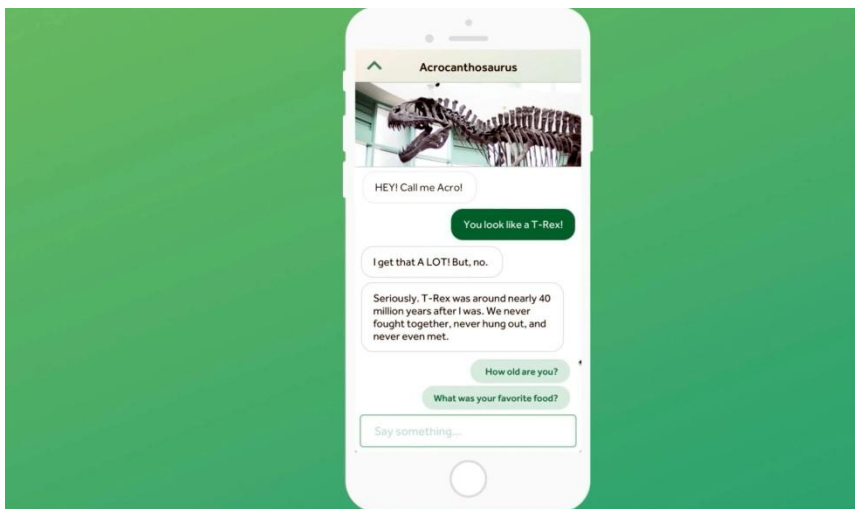 Acrocanthosaurus
HEY! Call me Acro!
You look like a T-Rex!
I get that A LOT! But, no.
Seriously. T-Rex was around nearly 40
million years after I was. We never
fought together, never hung out, and
never even met.
How old are you?
What was your favorite food?
Say something...